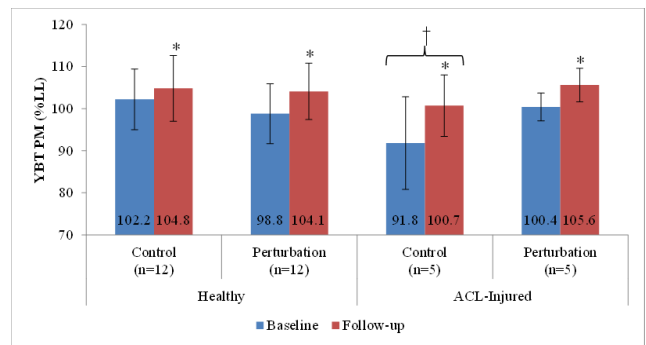 YBT PM (%LL)
120
110
100
90
80
70
* * † * *
102.2 104.8 98.8 104.1 91.8 100.7 100.4 105.6
Control Perturbation Control Perturbation
(n=12) (n=12) (n=5) (n=5)
Healthy ACL-Injured
Baseline Follow-up